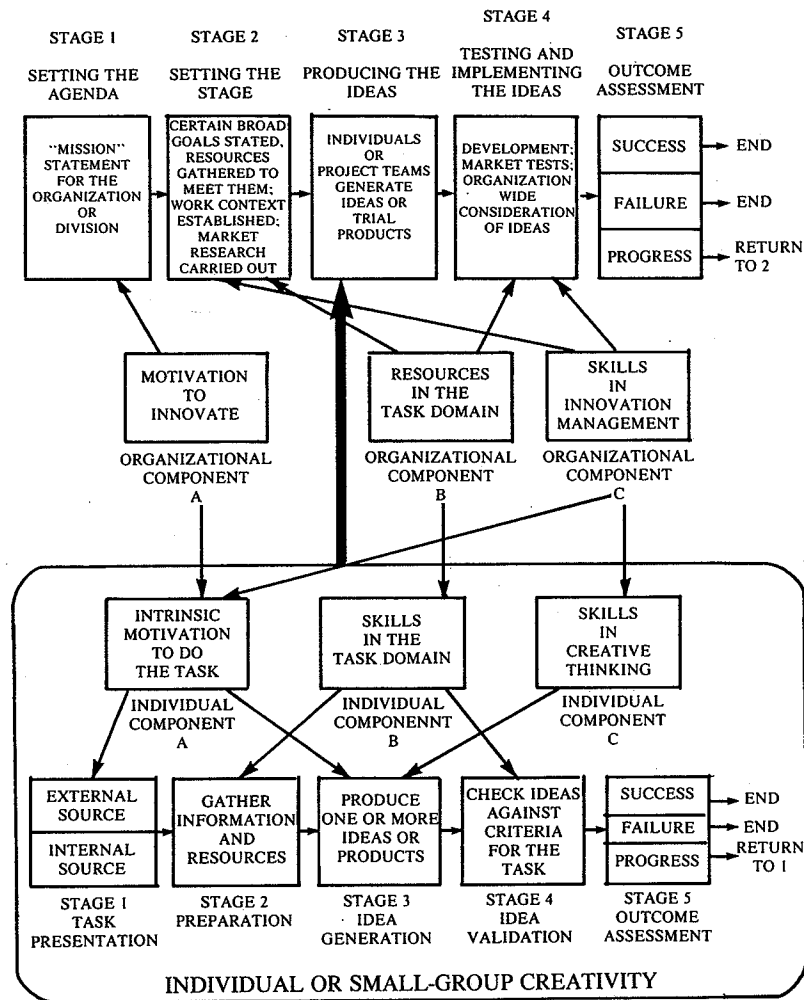 STAGE 1
SETTING THE
AGENDA
STAGE 2
SETTING THE
STAGE
STAGE 3
PRODUCING THE
IDEAS
STAGE 4
TESTING AND
IMPLEMENTING
THE IDEAS
STAGE 5
OUTCOME
ASSESSMENT
"MISSION"
STATEMENT
FOR THE
ORGANIZATION
OR
DIVISION
CERTAIN BROAD
GOALS STATED,
RESOURCES
GATHERED TO
MEET THEM;
WORK CONTEXT
ESTABLISHED;
MARKET
RESEARCH
CARRIED OUT
INDIVIDUALS
OR
PROJECT TEAMS
GENERATE
IDEAS OR
TRIAL
PRODUCTS
DEVELOPMENT;
MARKET TESTS;
ORGANIZATION
WIDE
CONSIDERATION
OF IDEAS
SUCCESS
END
FAILURE
END
PROGRESS
RETURN
TO 2
MOTIVATION
TO
INNOVATE
ORGANIZATIONAL
COMPONENT
A
RESOURCES
IN THE
TASK DOMAIN
ORGANIZATIONAL
COMPONENT
B
SKILLS
IN
INNOVATION
MANAGEMENT
ORGANIZATIONAL
COMPONENT
C
INTRINSIC
MOTIVATION
TO DO
THE TASK
INDIVIDUAL
COMPONENT
A
SKILLS
IN THE
TASK DOMAIN
INDIVIDUAL
COMPONENNT
B
SKILLS
IN
CREATIVE
THINKING
INDIVIDUAL
COMPONENT
C
EXTERNAL
SOURCE
INTERNAL
SOURCE
STAGE 1
TASK
PRESENTATION
GATHER
INFORMATION
AND
RESOURCES
STAGE 2
PREPARATION
PRODUCE
ONE OR MORE
IDEAS OR
PRODUCTS
STAGE 3
IDEA
GENERATION
CHECK IDEAS
AGAINST
CRITERIA
FOR THE
TASK
STAGE 4
IDEA
VALIDATION
SUCCESS
END
FAILURE
END
PROGRESS
RETURN
TO 1
STAGE 5
OUTCOME
ASSESSMENT
INDIVIDUAL OR SMALL-GROUP CREATIVITY